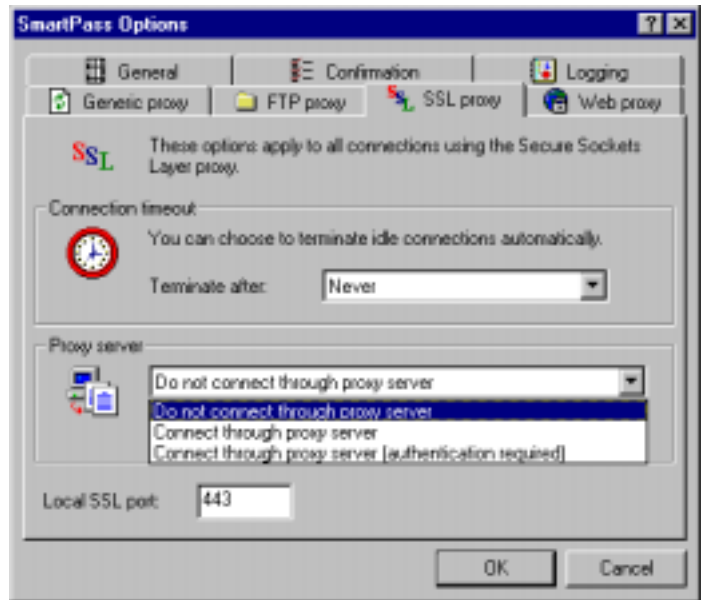 SmartPass Options
General
Confirmation
Logging
Generic proxy
FTP proxy
SSL proxy
Web proxy
SSL
These options apply to all connections using the Secure Sockets
Layer proxy.
Connection timeout
You can choose to terminate idle connections automatically.
Terminate after:
Never
Proxy server
Do not connect through proxy server
Do not connect through proxy server
Connect through proxy server
Connect through proxy server [authentication required]
Local SSL port:
443
OK
Cancel